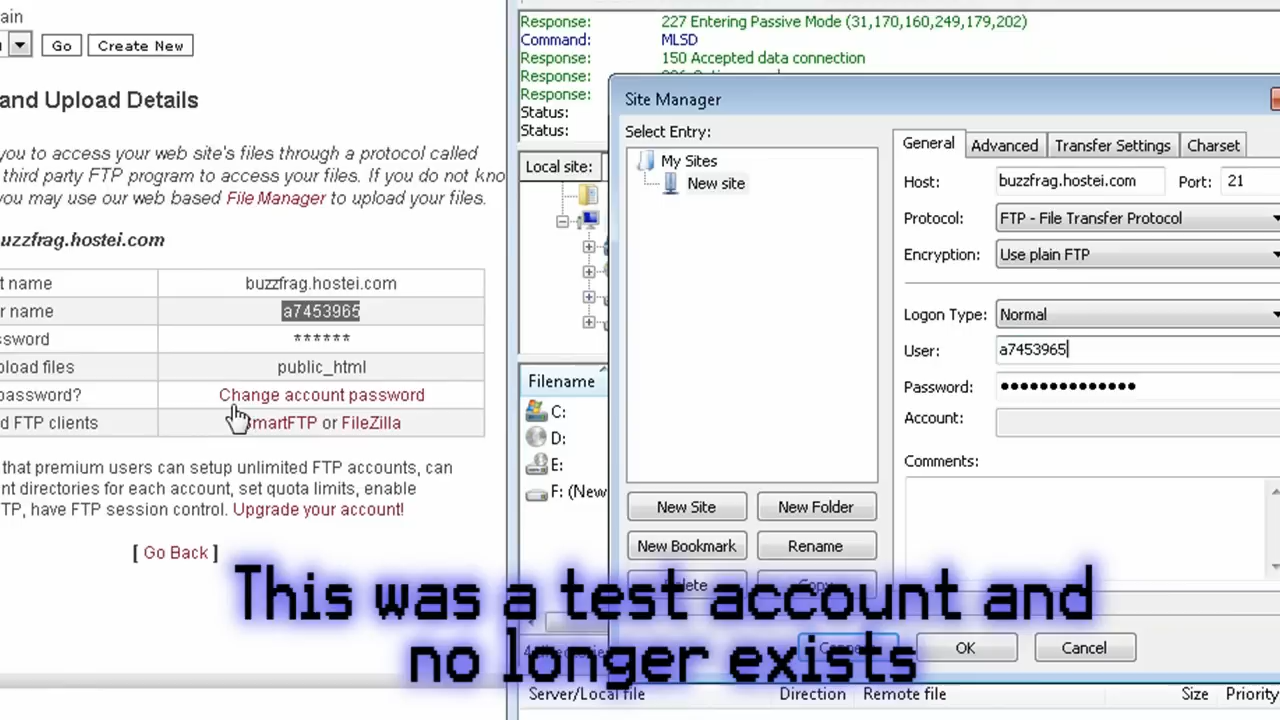 ain
Go
Create New
and Upload Details
you to access your web site's files through a protocol called
third party FTP program to access your files. If you do not kno
you may use our web based File Manager to upload your files.
uzzfrag.hostei.com
t name buzzfrag.hostei.com
r name a7453965
ssword ******
pload files public_html
password? Change account password
d FTP clients SmartFTP or FileZilla
that premium users can setup unlimited FTP accounts, can
nt directories for each account, set quota limits, enable
TP, have FTP session control. Upgrade your account!
[ Go Back ]
Response: 227 Entering Passive Mode (31,170,160,249,179,202)
Command: MLSD
Response: 150 Accepted data connection
Response:
Response:
Status:
Status:
Local site:
Filename
C:
D:
E:
F: (New
Site Manager
Select Entry:
My Sites
New site
New Site
New Folder
New Bookmark
Rename
Delete
Copy
General
Advanced
Transfer Settings
Charset
Host: buzzfrag.hostei.com Port: 21
Protocol: FTP - File Transfer Protocol
Encryption: Use plain FTP
Logon Type: Normal
User: a7453965
Password: ●●●●●●●●●●●●●●●
Account:
Comments:
OK
Cancel
Server/Local file Direction Remote file Size Priority
This was a test account and
no longer exists